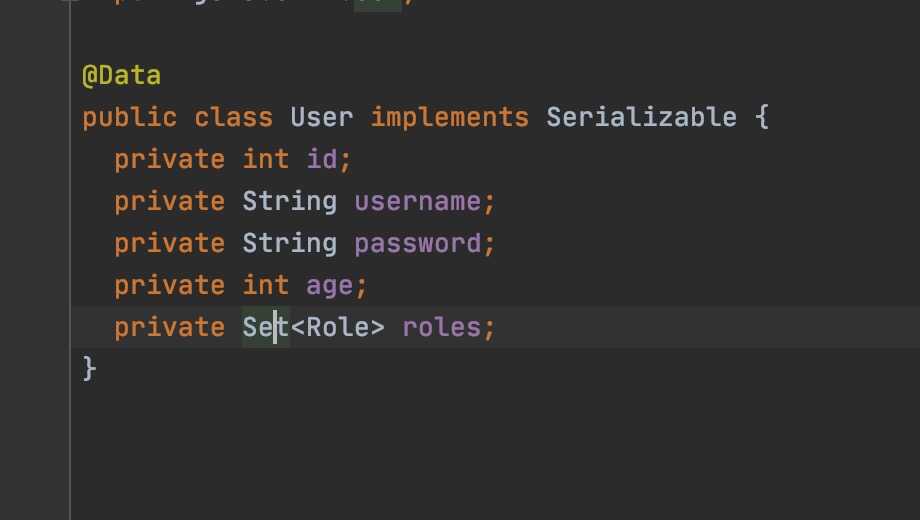 @Data
public class User implements Serializable {
private int id;
private String username;
private String password;
private int age;
private Set<Role> roles;
}